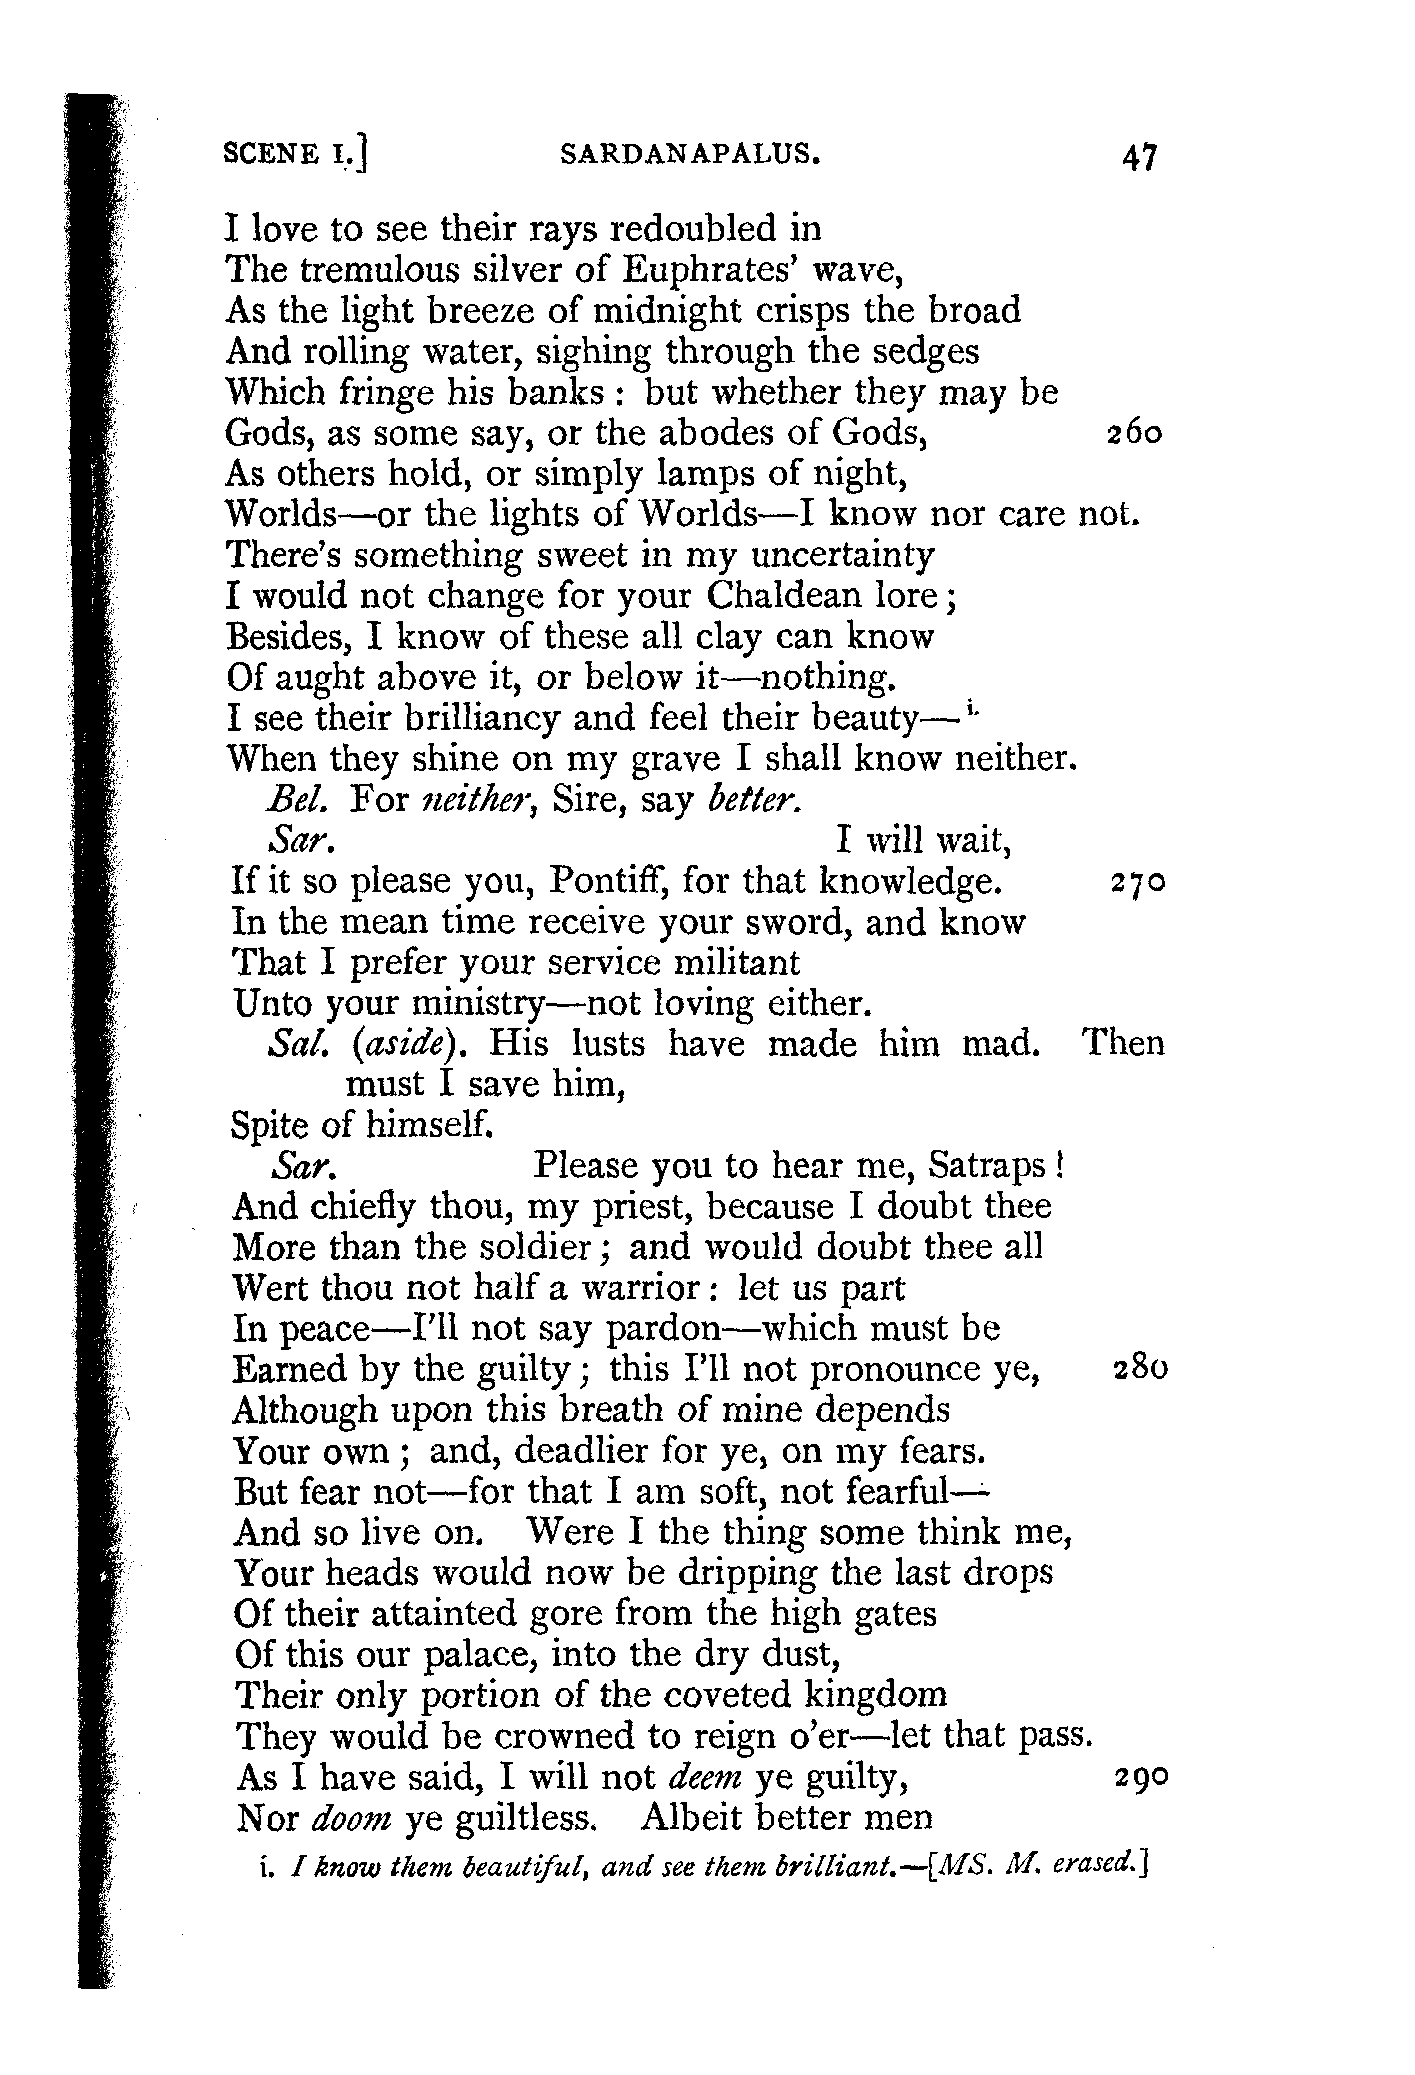 SCENE I.] SARDANAPALUS. 47
I love to see their rays redoubled in
The tremulous silver of Euphrates' wave,
As the light breeze of midnight crisps the broad
And rolling water, sighing through the sedges
Which fringe his banks : but whether they may be
Gods, as some say, or the abodes of Gods, 260
As others hold, or simply lamps of night,
Worlds—or the lights of Worlds—I know nor care not.
There's something sweet in my uncertainty
I would not change for your Chaldean lore ;
Besides, I know of these all clay can know
Of aught above it, or below it—nothing.
I see their brilliancy and feel their beauty— i.
When they shine on my grave I shall know neither.
Bel. For neither, Sire, say better.
Sar. I will wait,
If it so please you, Pontiff, for that knowledge. 270
In the mean time receive your sword, and know
That I prefer your service militant
Unto your ministry—not loving either.
Sal. (aside). His lusts have made him mad. Then
must I save him,
Spite of himself.
Sar. Please you to hear me, Satraps !
And chiefly thou, my priest, because I doubt thee
More than the soldier ; and would doubt thee all
Wert thou not half a warrior : let us part
In peace—I'll not say pardon—which must be
Earned by the guilty ; this I'll not pronounce ye, 280
Although upon this breath of mine depends
Your own ; and, deadlier for ye, on my fears.
But fear not—for that I am soft, not fearful—
And so live on. Were I the thing some think me,
Your heads would now be dripping the last drops
Of their attainted gore from the high gates
Of this our palace, into the dry dust,
Their only portion of the coveted kingdom
They would be crowned to reign o'er—let that pass.
As I have said, I will not deem ye guilty, 290
Nor doom ye guiltless. Albeit better men
i. I know them beautiful, and see them brilliant.—[MS. M. erased.]